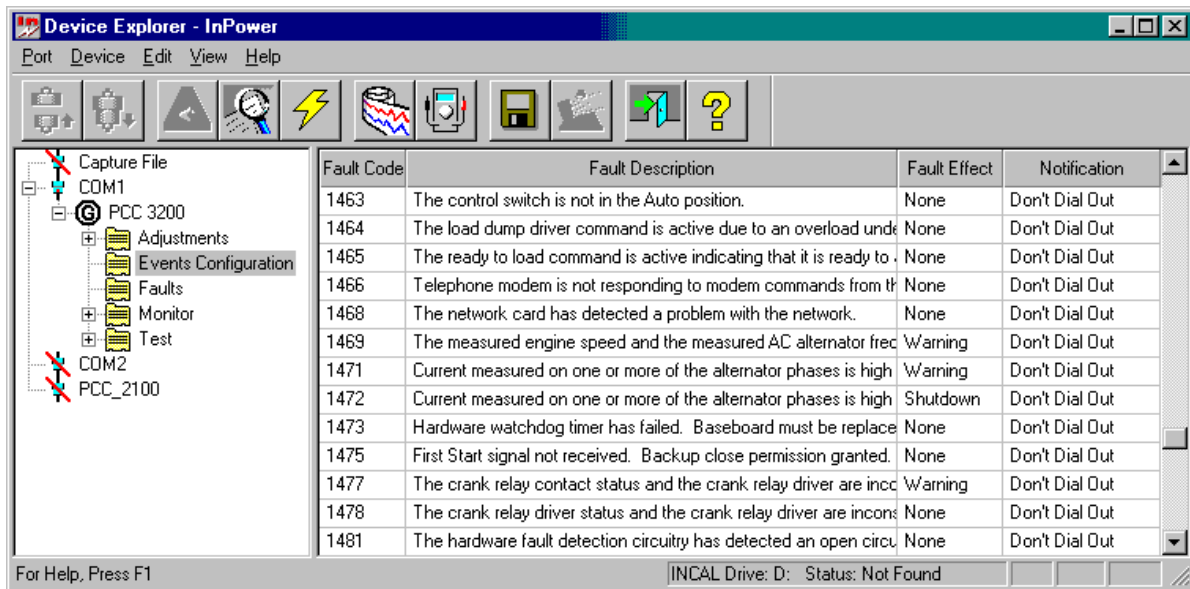 Device Explorer - InPower
Port Device Edit View Help
Capture File
COM1
G PCC 3200
Adjustments
Events Configuration
Faults
Monitor
Test
COM2
PCC_2100
Fault Code Fault Description Fault Effect Notification
1463 The control switch is not in the Auto position. None Don't Dial Out
1464 The load dump driver command is active due to an overload unde None Don't Dial Out
1465 The ready to load command is active indicating that it is ready to None Don't Dial Out
1466 Telephone modem is not responding to modem commands from th None Don't Dial Out
1468 The network card has detected a problem with the network. None Don't Dial Out
1469 The measured engine speed and the measured AC alternator freq Warning Don't Dial Out
1471 Current measured on one or more of the alternator phases is high Warning Don't Dial Out
1472 Current measured on one or more of the alternator phases is high Shutdown Don't Dial Out
1473 Hardware watchdog timer has failed. Baseboard must be replace None Don't Dial Out
1475 First Start signal not received. Backup close permission granted. None Don't Dial Out
1477 The crank relay contact status and the crank relay driver are inco Warning Don't Dial Out
1478 The crank relay driver status and the crank relay driver are incons None Don't Dial Out
1481 The hardware fault detection circuitry has detected an open circu None Don't Dial Out
For Help, Press F1
INCAL Drive: D: Status: Not Found